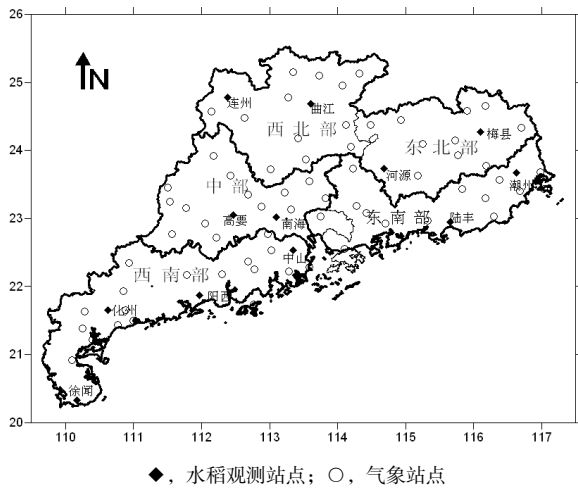 26
25
24
23
22
21
20
N
连州
曲江
西北部
梅县
东北部
河源
潮州
中部
高要
南海
东南部
陆丰
中山
西南部
阳西
化州
徐闻
110 111 112 113 114 115 116 117
◆，水稻观测站点；○，气象站点